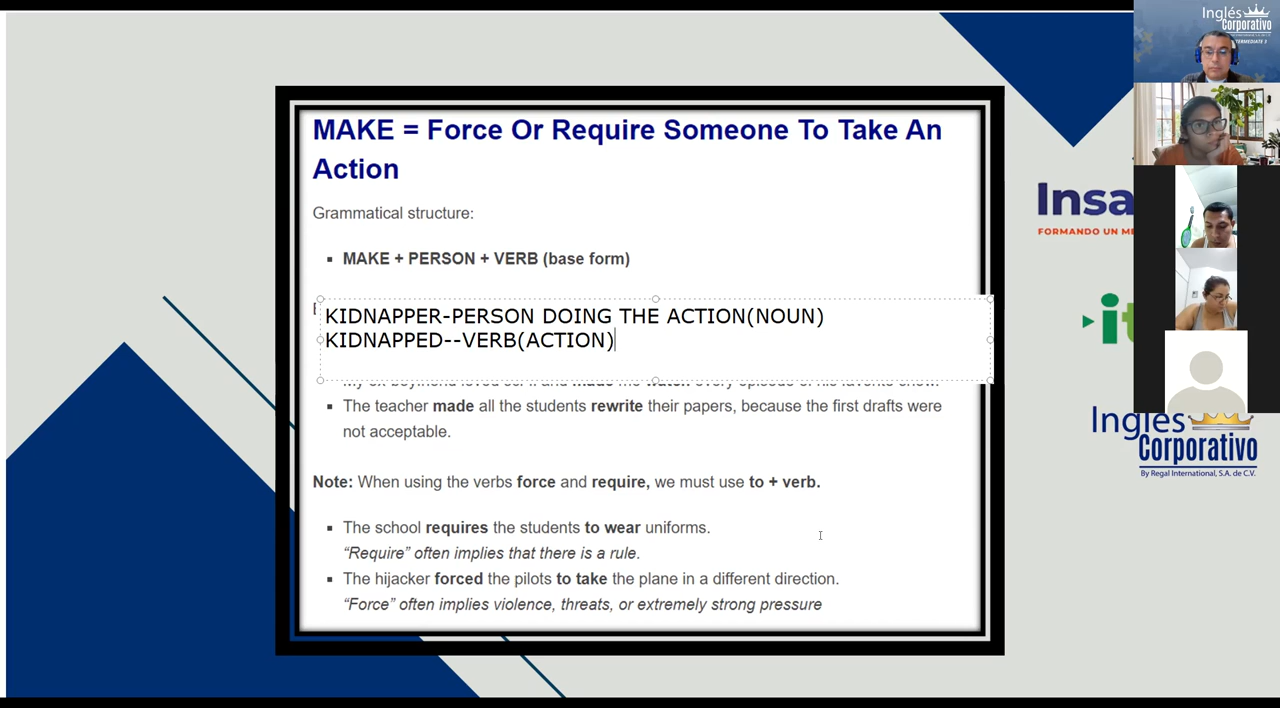 MAKE = Force Or Require Someone To Take An
Action
Grammatical structure:
▪ MAKE + PERSON + VERB (base form)
KIDNAPPER-PERSON DOING THE ACTION(NOUN)
KIDNAPPED--VERB(ACTION)
▪ The teacher made all the students rewrite their papers, because the first drafts were
not acceptable.
Note: When using the verbs force and require, we must use to + verb.
▪ The school requires the students to wear uniforms.
“Require” often implies that there is a rule.
▪ The hijacker forced the pilots to take the plane in a different direction.
“Force” often implies violence, threats, or extremely strong pressure
Inglés
Corporativo
INTERMEDIATE 3
Insa
FORMANDO UN ME
it
Inglés
Corporativo
By Regal International, S.A. de C.V.